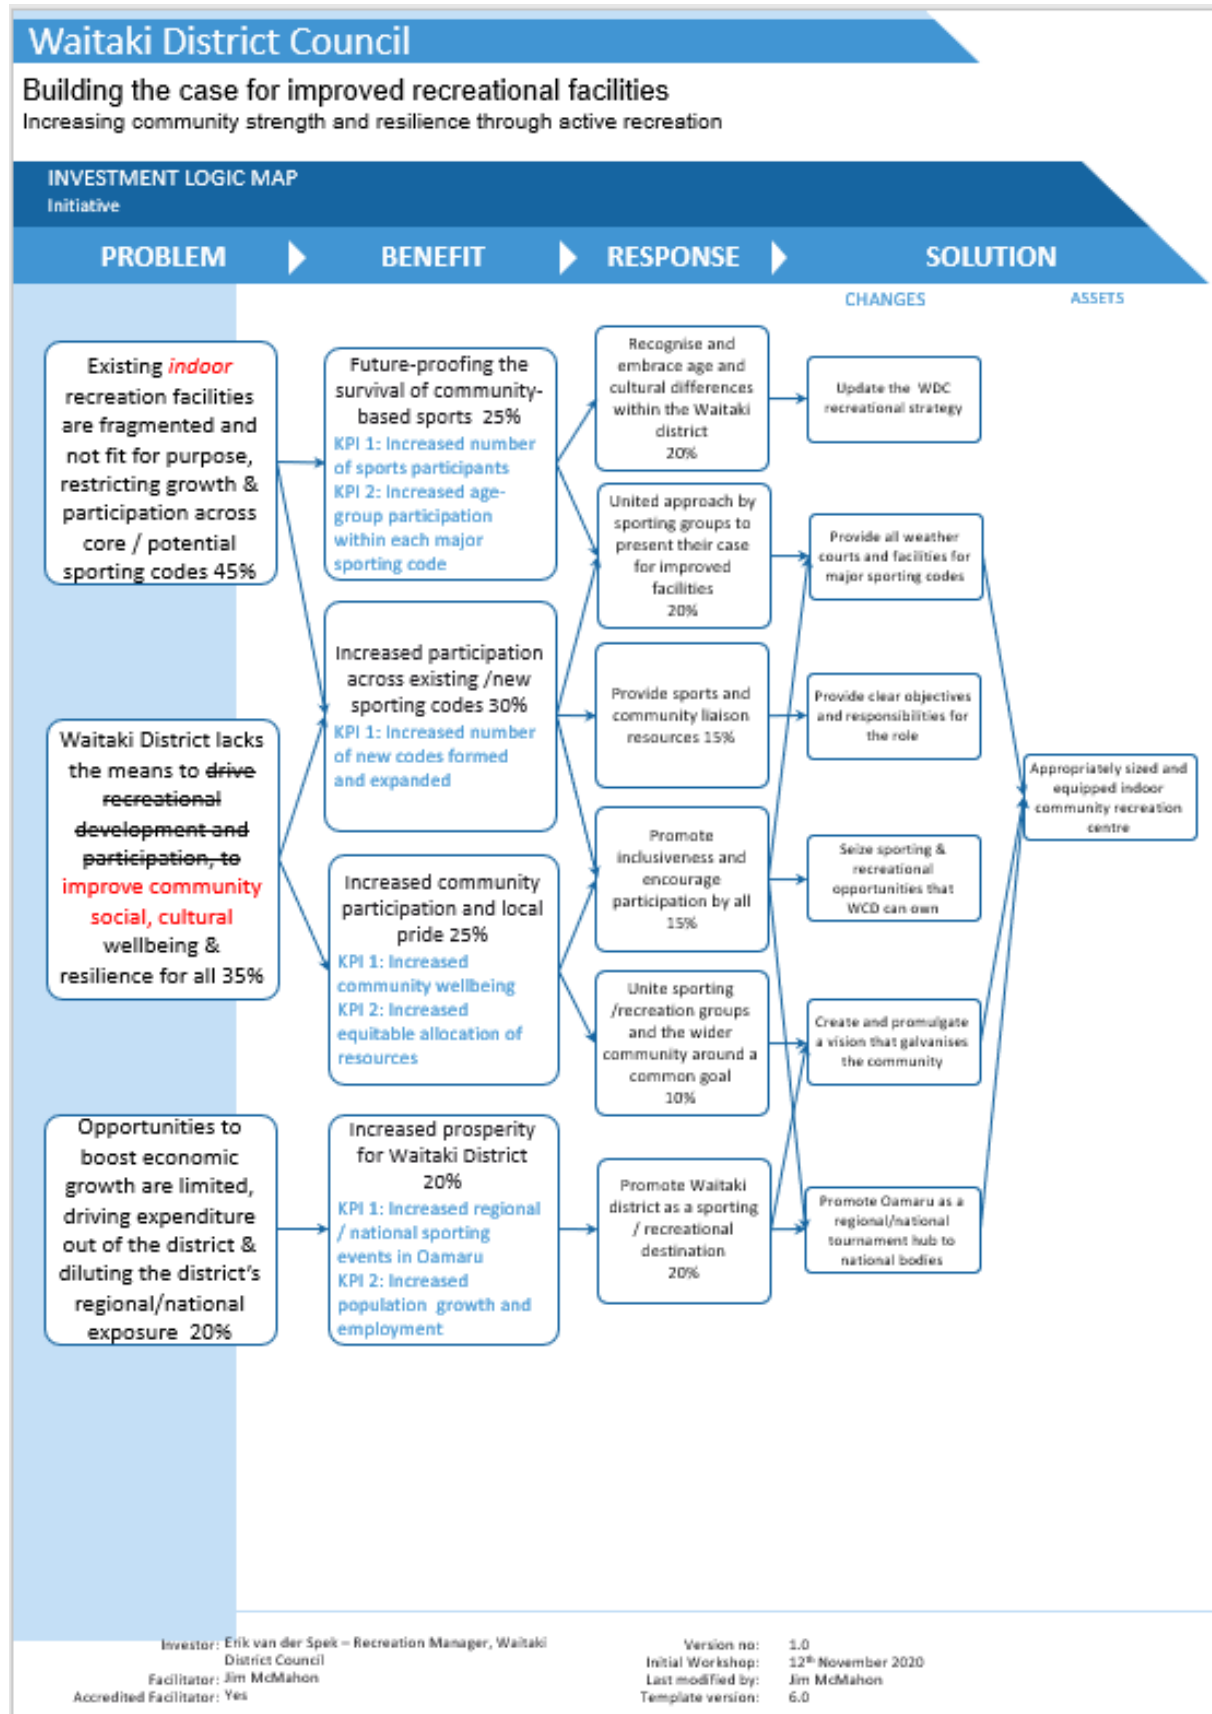 Waitaki District Council
Building the case for improved recreational facilities
Increasing community strength and resilience through active recreation
INVESTMENT LOGIC MAP
Initiative
PROBLEM
BENEFIT
RESPONSE
SOLUTION
CHANGES
ASSETS
Existing indoor
recreation facilities
are fragmented and
not fit for purpose,
restricting growth &
participation across
core / potential
sporting codes 45%
Waitaki District lacks
the means to drive
recreational
development and
participation, to
improve community
social, cultural
wellbeing &
resilience for all 35%
Opportunities to
boost economic
growth are limited,
driving expenditure
out of the district &
diluting the district's
regional/national
exposure 20%
Future-proofing the
survival of community-
based sports 25%
KPI 1: Increased number
of sports participants
KPI 2: Increased age-
group participation
within each major
sporting code
Increased participation
across existing /new
sporting codes 30%
KPI 1: Increased number
of new codes formed
and expanded
Increased community
participation and local
pride 25%
KPI 1: Increased
community wellbeing
KPI 2: Increased
equitable allocation of
resources
Increased prosperity
for Waitaki District
20%
KPI 1: Increased regional
/ national sporting
events in Oamaru
KPI 2: Increased
population growth and
employment
Recognise and
embrace age and
cultural differences
within the Waitaki
district
20%
United approach by
sporting groups to
present their case
for improved
facilities
20%
Provide sports and
community liaison
resources 15%
Promote
inclusiveness and
encourage
participation by all
15%
Unite sporting
/recreation groups
and the wider
community around a
common goal
10%
Promote Waitaki
district as a sporting
/ recreational
destination
20%
Update the WDC
recreational strategy
Provide all weather
courts and facilities for
major sporting codes
Provide clear objectives
and responsibilities for
the role
Seize sporting &
recreational
opportunities that
WCD can own
Create and promulgate
a vision that galvanises
the community
Promote Oamaru as a
regional/national
tournament hub to
national bodies
Appropriately sized and
equipped indoor
community recreation
centre
Investor: Erik van der Spek – Recreation Manager, Waitaki
District Council
Facilitator: Jim McMahon
Accredited Facilitator: Yes
Version no: 1.0
Initial Workshop: 12th November 2020
Last modified by: Jim McMahon
Template version: 6.0